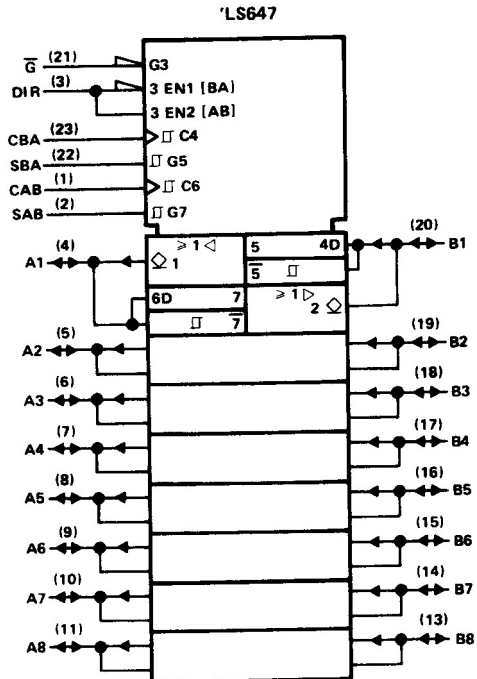 'LS647
G̅ (21) G3
DIR (3) 3 EN1 [BA]
3 EN2 [AB]
CBA (23) C4
SBA (22) G5
CAB (1) C6
SAB (2) G7
A1 (4) ⩾ 1 ◁ 5 4D (20) B1
1 5̅
6D 7 ⩾ 1 ▷
7̅ 2
A2 (5) (19) B2
A3 (6) (18) B3
A4 (7) (17) B4
A5 (8) (16) B5
A6 (9) (15) B6
A7 (10) (14) B7
A8 (11) (13) B8